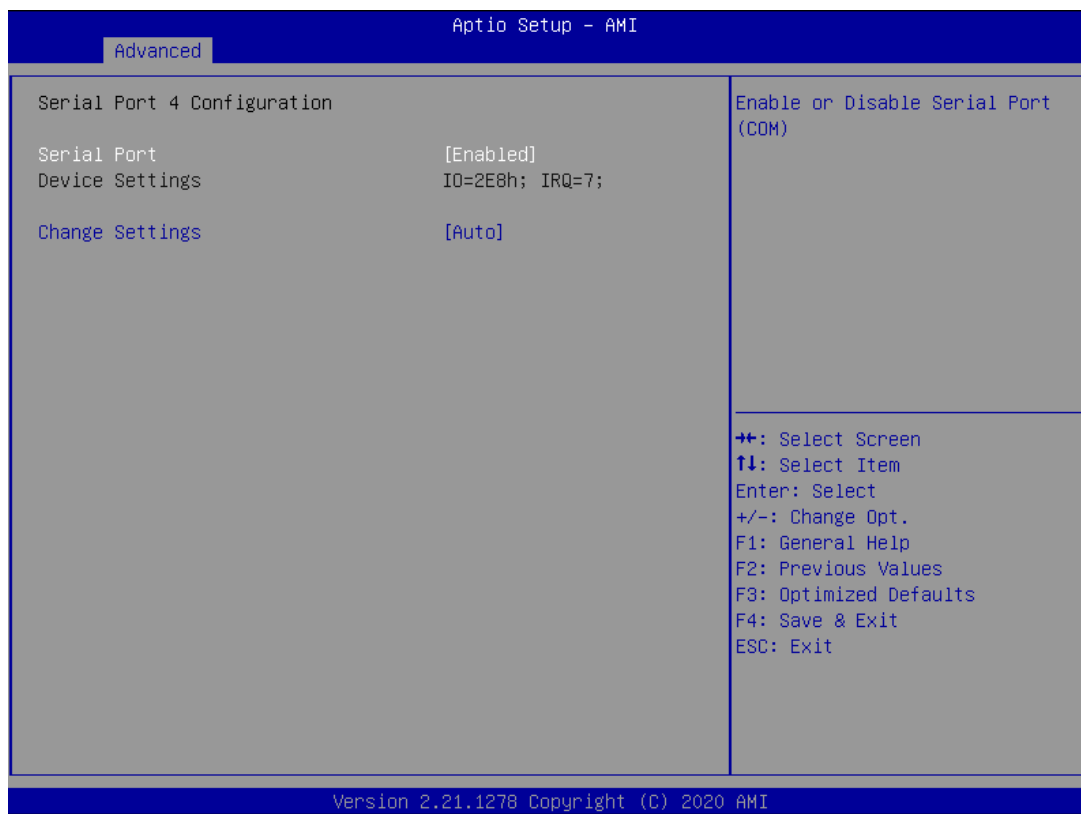 Aptio Setup – AMI
Advanced
Serial Port 4 Configuration
Serial Port [Enabled]
Device Settings IO=2E8h; IRQ=7;
Change Settings [Auto]
Enable or Disable Serial Port
(COM)
→←: Select Screen
↑↓: Select Item
Enter: Select
+/-: Change Opt.
F1: General Help
F2: Previous Values
F3: Optimized Defaults
F4: Save & Exit
ESC: Exit
Version 2.21.1278 Copyright (C) 2020 AMI